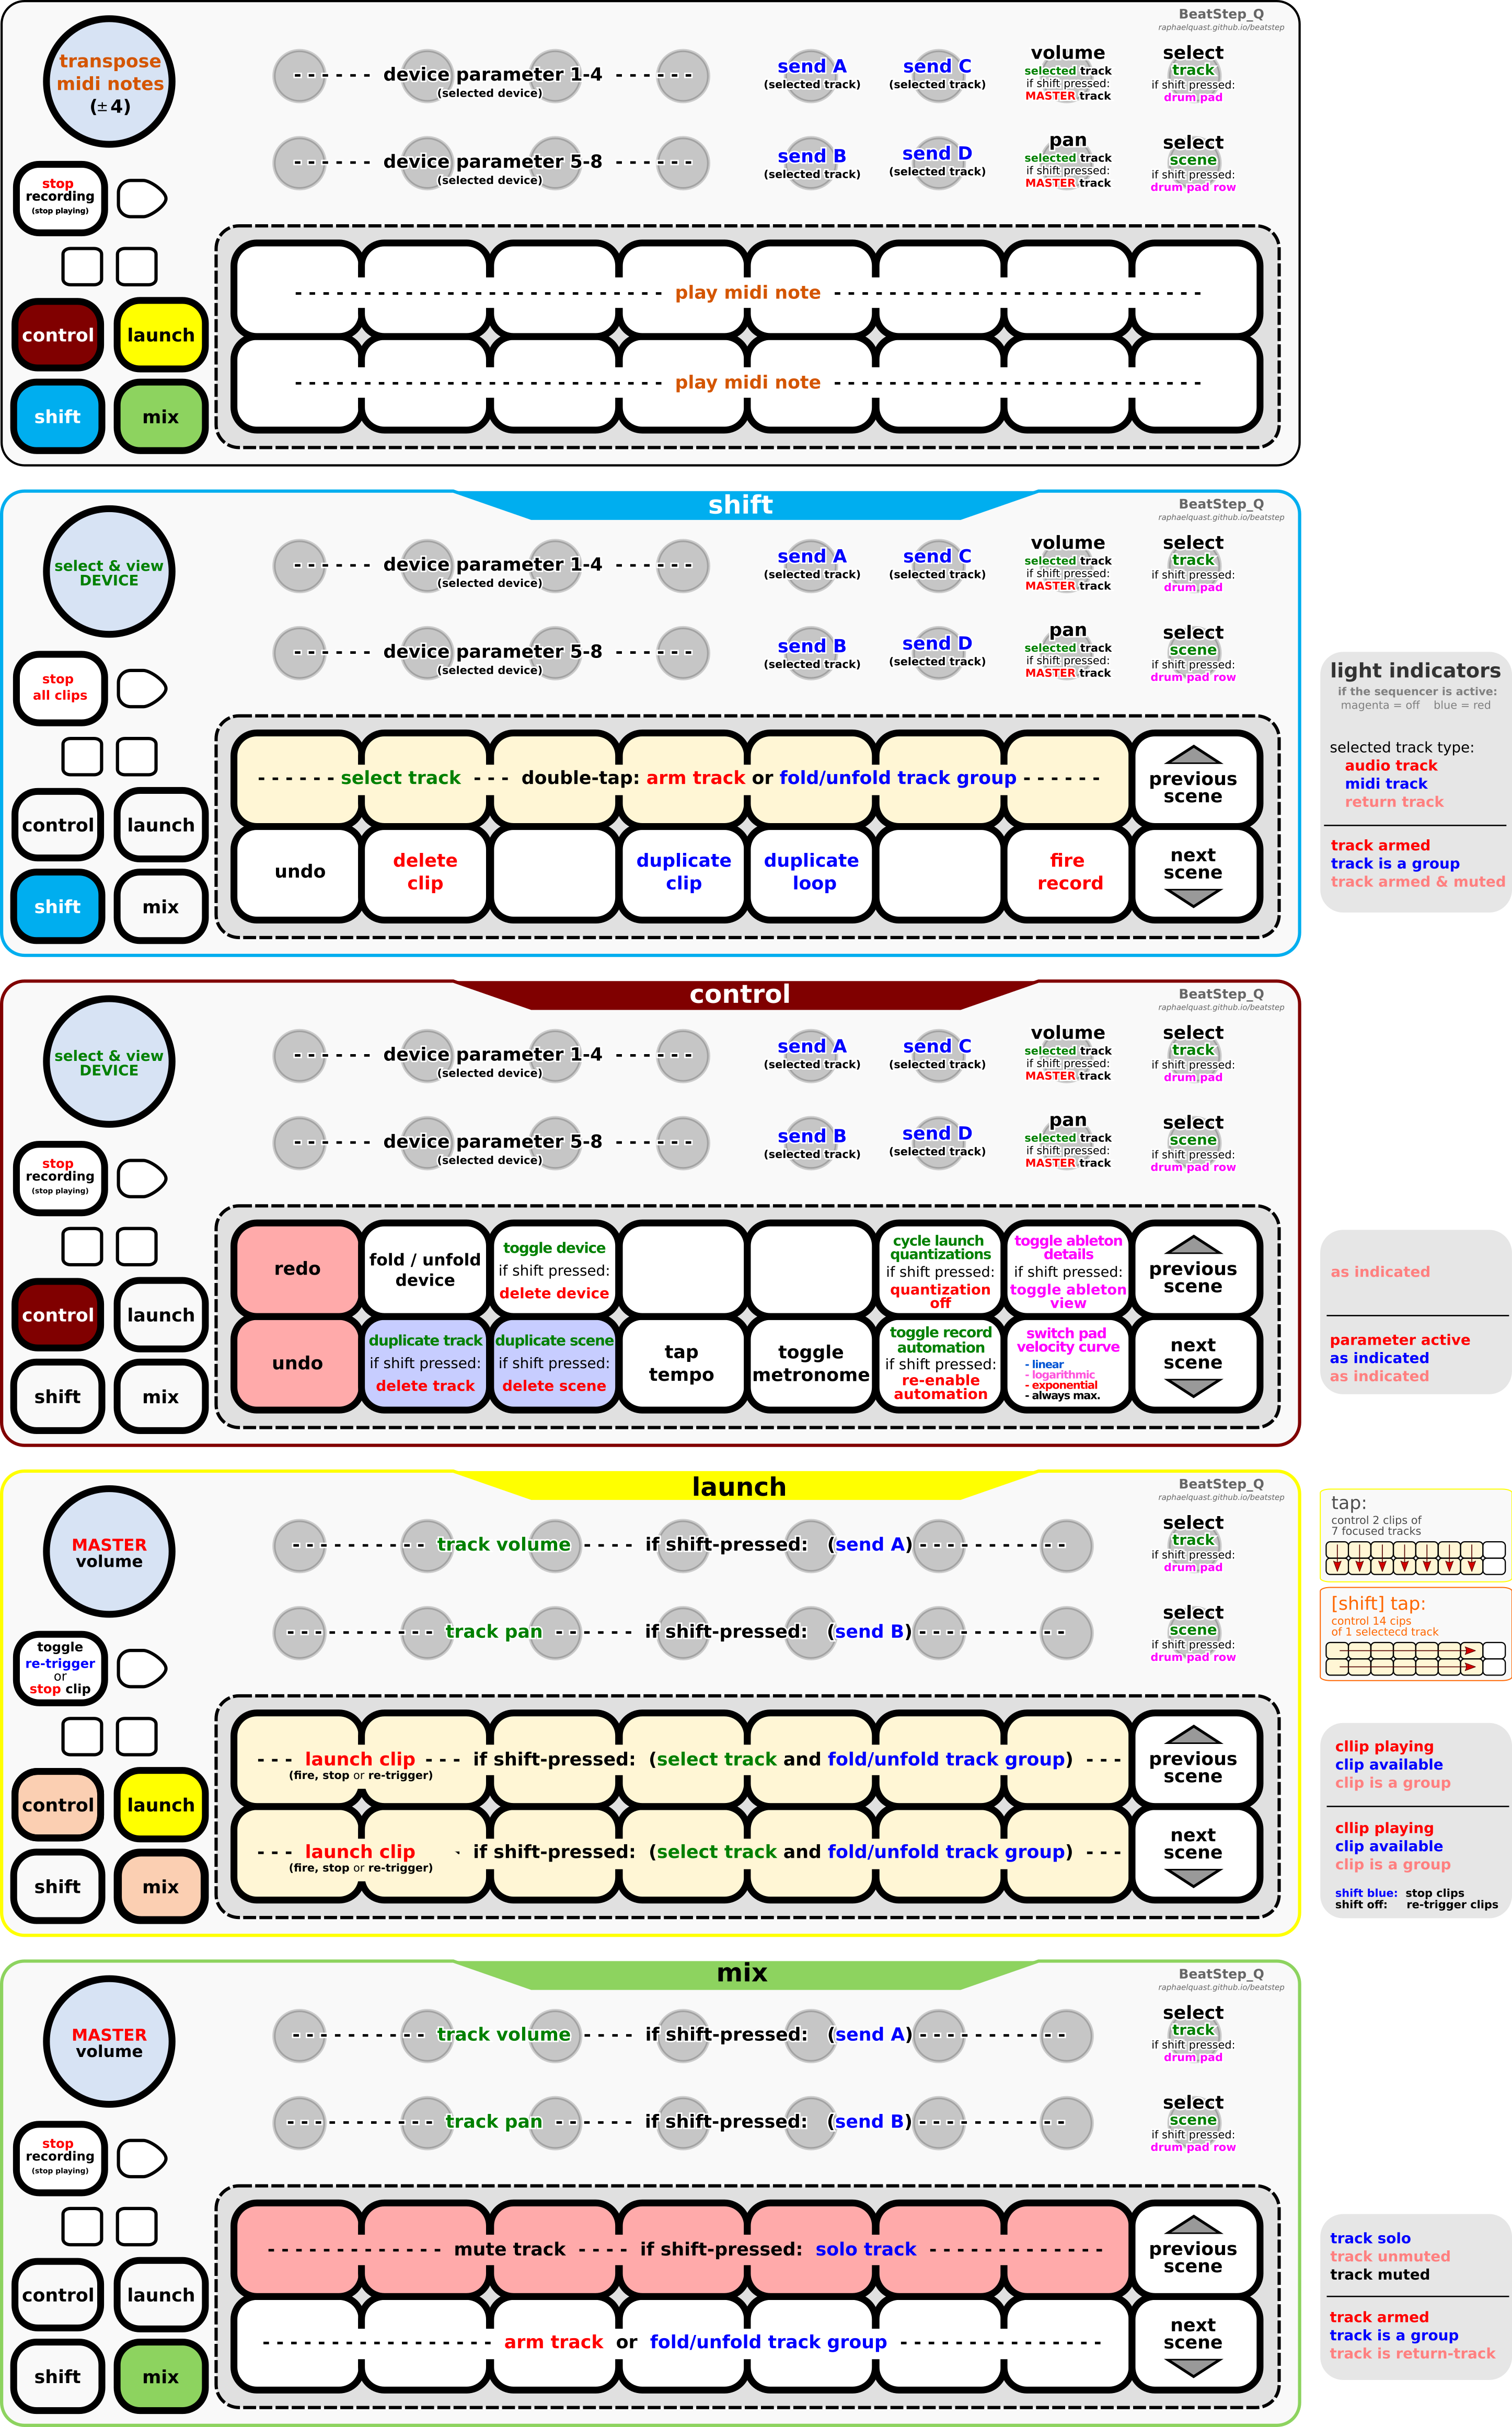 BeatStep_Q
raphaelquast.github.io/beatstep
transpose
midi notes
(±4)
device parameter 1-4
(selected device)
send A
(selected track)
send C
(selected track)
volume
selected track
if shift pressed:
MASTER track
select
track
if shift pressed:
drum pad
device parameter 5-8
(selected device)
send B
(selected track)
send D
(selected track)
pan
selected track
if shift pressed:
MASTER track
select
scene
if shift pressed:
drum pad row
stop
recording
(stop playing)
control
launch
shift
mix
play midi note
play midi note
shift
BeatStep_Q
raphaelquast.github.io/beatstep
select & view
DEVICE
device parameter 1-4
(selected device)
send A
(selected track)
send C
(selected track)
volume
selected track
if shift pressed:
MASTER track
select
track
if shift pressed:
drum pad
device parameter 5-8
(selected device)
send B
(selected track)
send D
(selected track)
pan
selected track
if shift pressed:
MASTER track
select
scene
if shift pressed:
drum pad row
stop
all clips
control
launch
shift
mix
select track --- double-tap: arm track or fold/unfold track group
previous
scene
undo
delete
clip
duplicate
clip
duplicate
loop
fire
record
next
scene
light indicators
if the sequencer is active:
magenta = off blue = red
selected track type:
audio track
midi track
return track
track armed
track is a group
track armed & muted
control
BeatStep_Q
raphaelquast.github.io/beatstep
select & view
DEVICE
device parameter 1-4
(selected device)
send A
(selected track)
send C
(selected track)
volume
selected track
if shift pressed:
MASTER track
select
track
if shift pressed:
drum pad
device parameter 5-8
(selected device)
send B
(selected track)
send D
(selected track)
pan
selected track
if shift pressed:
MASTER track
select
scene
if shift pressed:
drum pad row
stop
recording
(stop playing)
control
launch
shift
mix
redo
fold / unfold
device
toggle device
if shift pressed:
delete device
cycle launch
quantizations
if shift pressed:
quantization
off
toggle ableton
details
if shift pressed:
toggle ableton
view
previous
scene
undo
duplicate track
if shift pressed:
delete track
duplicate scene
if shift pressed:
delete scene
tap
tempo
toggle
metronome
toggle record
automation
if shift pressed:
re-enable
automation
switch pad
velocity curve
- linear
- logarithmic
- exponential
- always max.
next
scene
as indicated
parameter active
as indicated
as indicated
launch
BeatStep_Q
raphaelquast.github.io/beatstep
MASTER
volume
track volume ---- if shift-pressed: (send A)
select
track
if shift pressed:
drum pad
track pan ------ if shift-pressed: (send B)
select
scene
if shift pressed:
drum pad row
toggle
re-trigger
or
stop clip
control
launch
shift
mix
launch clip --- if shift-pressed: (select track and fold/unfold track group)
(fire, stop or re-trigger)
previous
scene
launch clip - if shift-pressed: (select track and fold/unfold track group)
(fire, stop or re-trigger)
next
scene
tap:
control 2 clips of
7 focused tracks
[shift] tap:
control 14 cips
of 1 selectecd track
cllip playing
clip available
clip is a group
cllip playing
clip available
clip is a group
shift blue: stop clips
shift off: re-trigger clips
mix
BeatStep_Q
raphaelquast.github.io/beatstep
MASTER
volume
track volume ---- if shift-pressed: (send A)
select
track
if shift pressed:
drum pad
track pan ------ if shift-pressed: (send B)
select
scene
if shift pressed:
drum pad row
stop
recording
(stop playing)
control
launch
shift
mix
mute track ---- if shift-pressed: solo track
previous
scene
arm track or fold/unfold track group
next
scene
track solo
track unmuted
track muted
track armed
track is a group
track is return-track